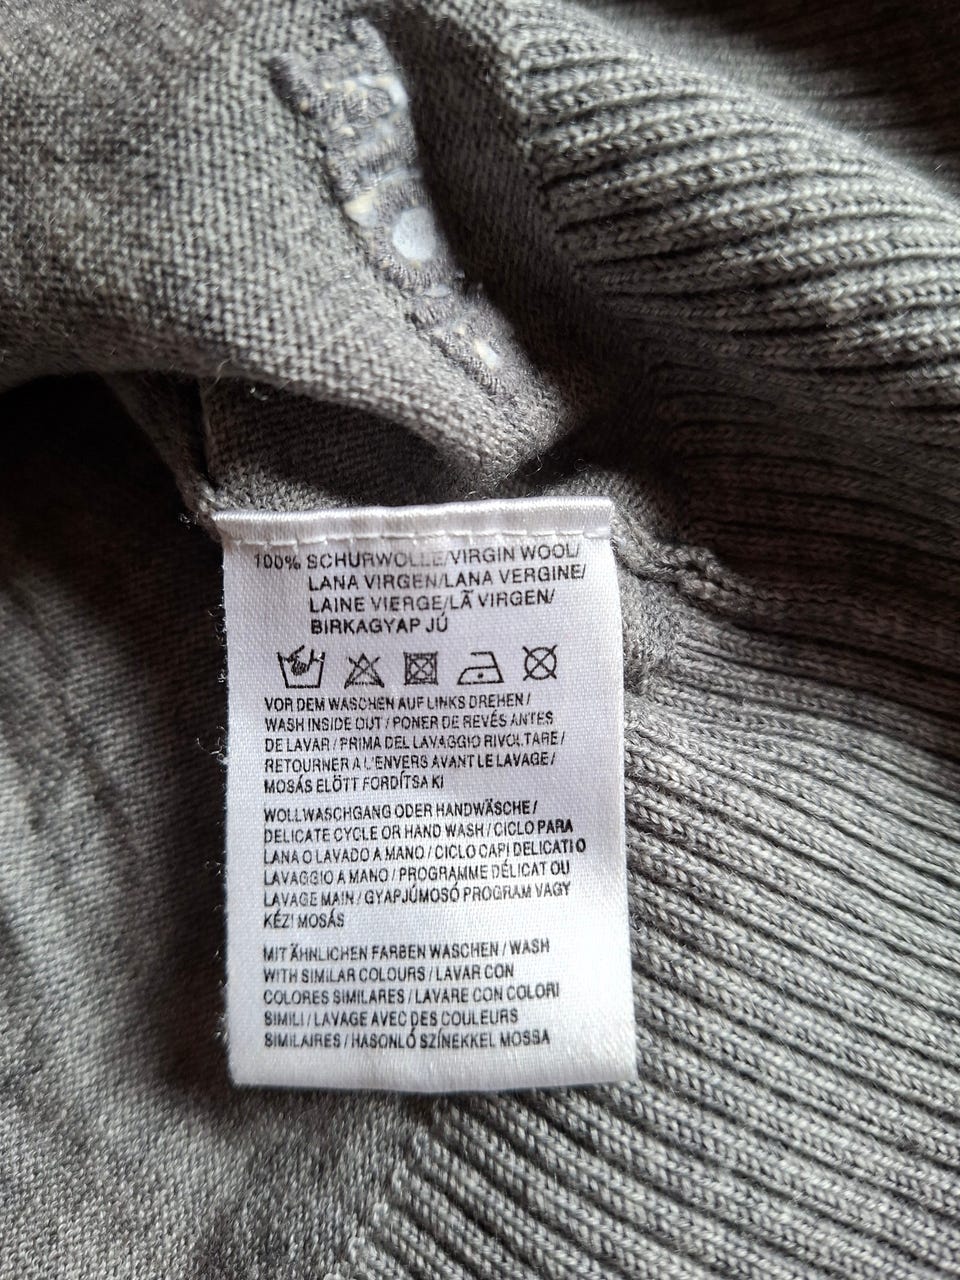 100% SCHURWOLLE/VIRGIN WOOL/
LANA VIRGEN/LANA VERGINE/
LAINE VIERGE/LÃ VIRGEN/
BIRKAGYAP JÚ
VOR DEM WASCHEN AUF LINKS DREHEN /
WASH INSIDE OUT / PONER DE REVÉS ANTES
DE LAVAR / PRIMA DEL LAVAGGIO RIVOLTARE /
RETOURNER A L'ENVERS AVANT LE LAVAGE /
MOSÁS ELÖTT FORDÍTSA KI
WOLLWASCHGANG ODER HANDWÄSCHE /
DELICATE CYCLE OR HAND WASH / CICLO PARA
LANA O LAVADO A MANO / CICLO CAPI DELICATI O
LAVAGGIO A MANO / PROGRAMME DÉLICAT OU
LAVAGE MAIN / GYAPJÚMOSÓ PROGRAM VAGY
KÉZI MOSÁS
MIT ÄHNLICHEN FARBEN WASCHEN / WASH
WITH SIMILAR COLOURS / LAVAR CON
COLORES SIMILARES / LAVARE CON COLORI
SIMILI / LAVAGE AVEC DES COULEURS
SIMILAIRES / HASONLÓ SZÍNEKKEL MOSSA